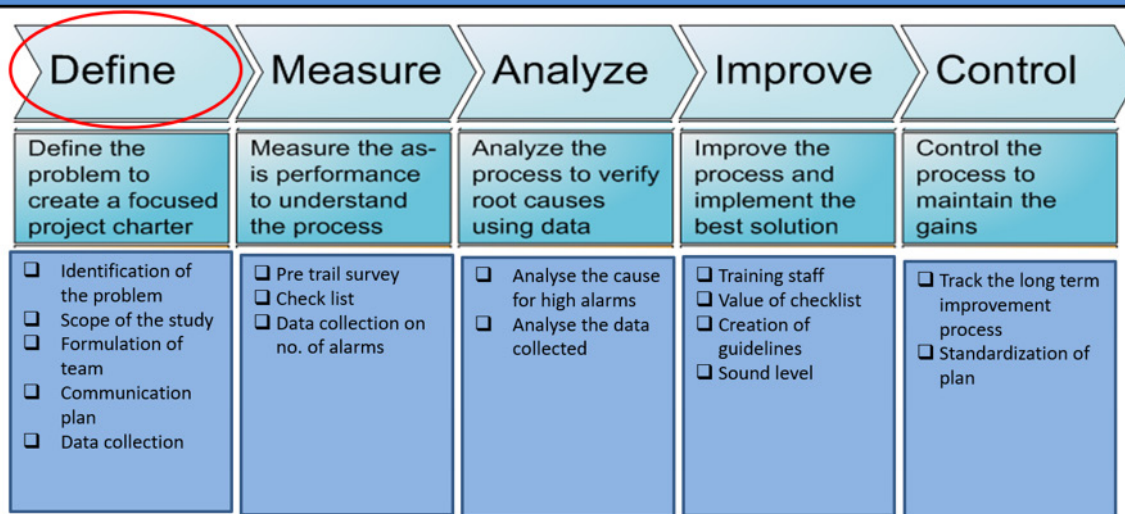 Define
Measure
Analyze
Improve
Control
Define the
problem to
create a focused
project charter
Measure the as-
is performance
to understand
the process
Analyze the
process to verify
root causes
using data
Improve the
process and
implement the
best solution
Control the
process to
maintain the
gains
❑ Identification of
the problem
❑ Scope of the study
❑ Formulation of
team
❑ Communication
plan
❑ Data collection
❑ Pre trail survey
❑ Check list
❑ Data collection on
no. of alarms
❑ Analyse the cause
for high alarms
❑ Analyse the data
collected
❑ Training staff
❑ Value of checklist
❑ Creation of
guidelines
❑ Sound level
❑ Track the long term
improvement
process
❑ Standardization of
plan